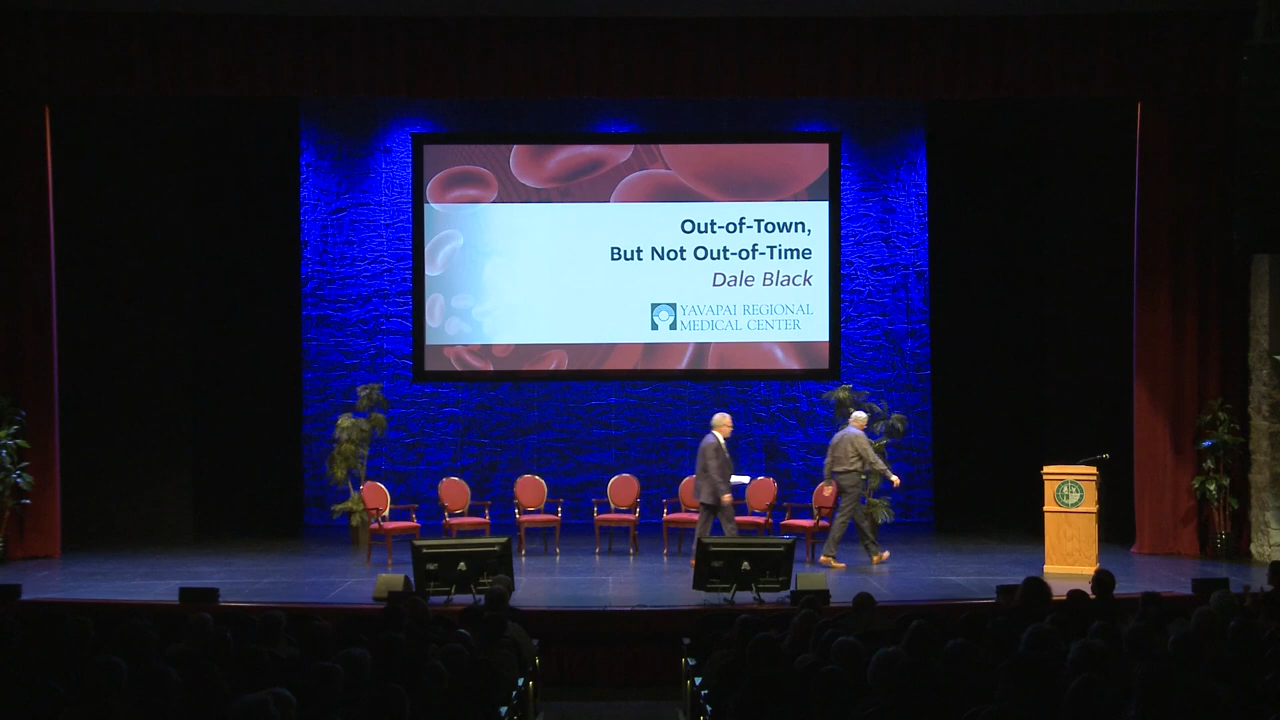 Out-of-Town,
But Not Out-of-Time
Dale Black
YAVAPAI REGIONAL
MEDICAL CENTER